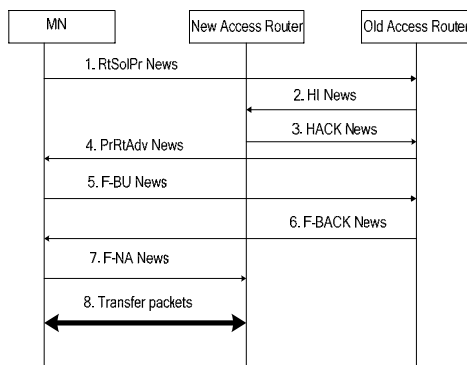 MN
New Access Router
Old Access Router
1. RtSolPr News
2. HI News
3. HACK News
4. PrRtAdv News
5. F-BU News
6. F-BACK News
7. F-NA News
8. Transfer packets